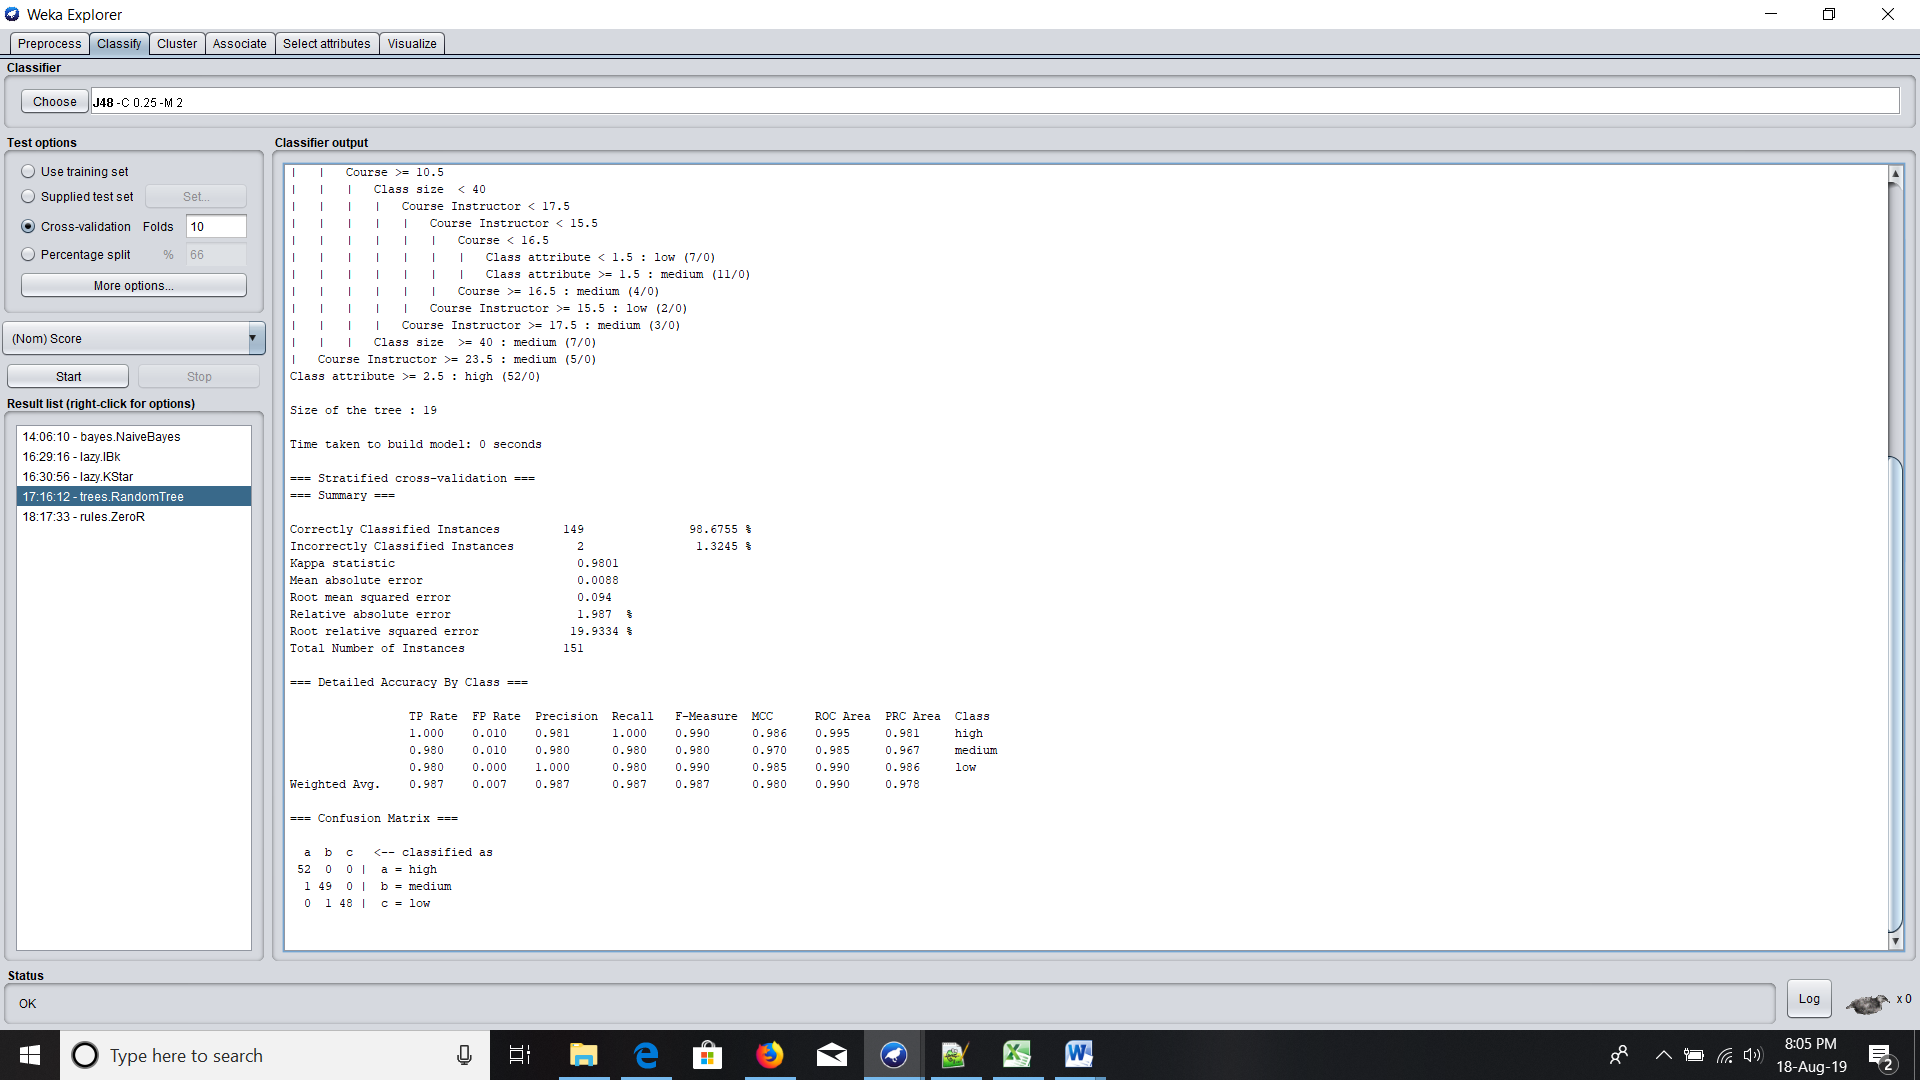 Weka Explorer
Preprocess Classify Cluster Associate Select attributes Visualize
Classifier
Choose J48 -C 0.25 -M 2
Test options
Use training set
Supplied test set Set...
Cross-validation Folds 10
Percentage split % 66
More options...
(Nom) Score
Start Stop
Result list (right-click for options)
14:06:10 - bayes.NaiveBayes
16:29:16 - lazy.IBk
16:30:56 - lazy.KStar
17:16:12 - trees.RandomTree
18:17:33 - rules.ZeroR
Classifier output
| | Course >= 10.5
| | | Class size < 40
| | | | Course Instructor < 17.5
| | | | | Course Instructor < 15.5
| | | | | | Course < 16.5
| | | | | | | Class attribute < 1.5 : low (7/0)
| | | | | | | Class attribute >= 1.5 : medium (11/0)
| | | | | | Course >= 16.5 : medium (4/0)
| | | | | Course Instructor >= 15.5 : low (2/0)
| | | | Course Instructor >= 17.5 : medium (3/0)
| | | Class size >= 40 : medium (7/0)
| Course Instructor >= 23.5 : medium (5/0)
Class attribute >= 2.5 : high (52/0)
Size of the tree : 19
Time taken to build model: 0 seconds
=== Stratified cross-validation ===
=== Summary ===
Correctly Classified Instances 149 98.6755 %
Incorrectly Classified Instances 2 1.3245 %
Kappa statistic 0.9801
Mean absolute error 0.0088
Root mean squared error 0.094
Relative absolute error 1.987 %
Root relative squared error 19.9334 %
Total Number of Instances 151
=== Detailed Accuracy By Class ===
TP Rate FP Rate Precision Recall F-Measure MCC ROC Area PRC Area Class
1.000 0.010 0.981 1.000 0.990 0.986 0.995 0.981 high
0.980 0.010 0.980 0.980 0.980 0.970 0.985 0.967 medium
0.980 0.000 1.000 0.980 0.990 0.985 0.990 0.986 low
Weighted Avg. 0.987 0.007 0.987 0.987 0.987 0.980 0.990 0.978
=== Confusion Matrix ===
a b c <-- classified as
52 0 0 | a = high
1 49 0 | b = medium
0 1 48 | c = low
Status
OK
Log x 0
Type here to search
8:05 PM
18-Aug-19
2